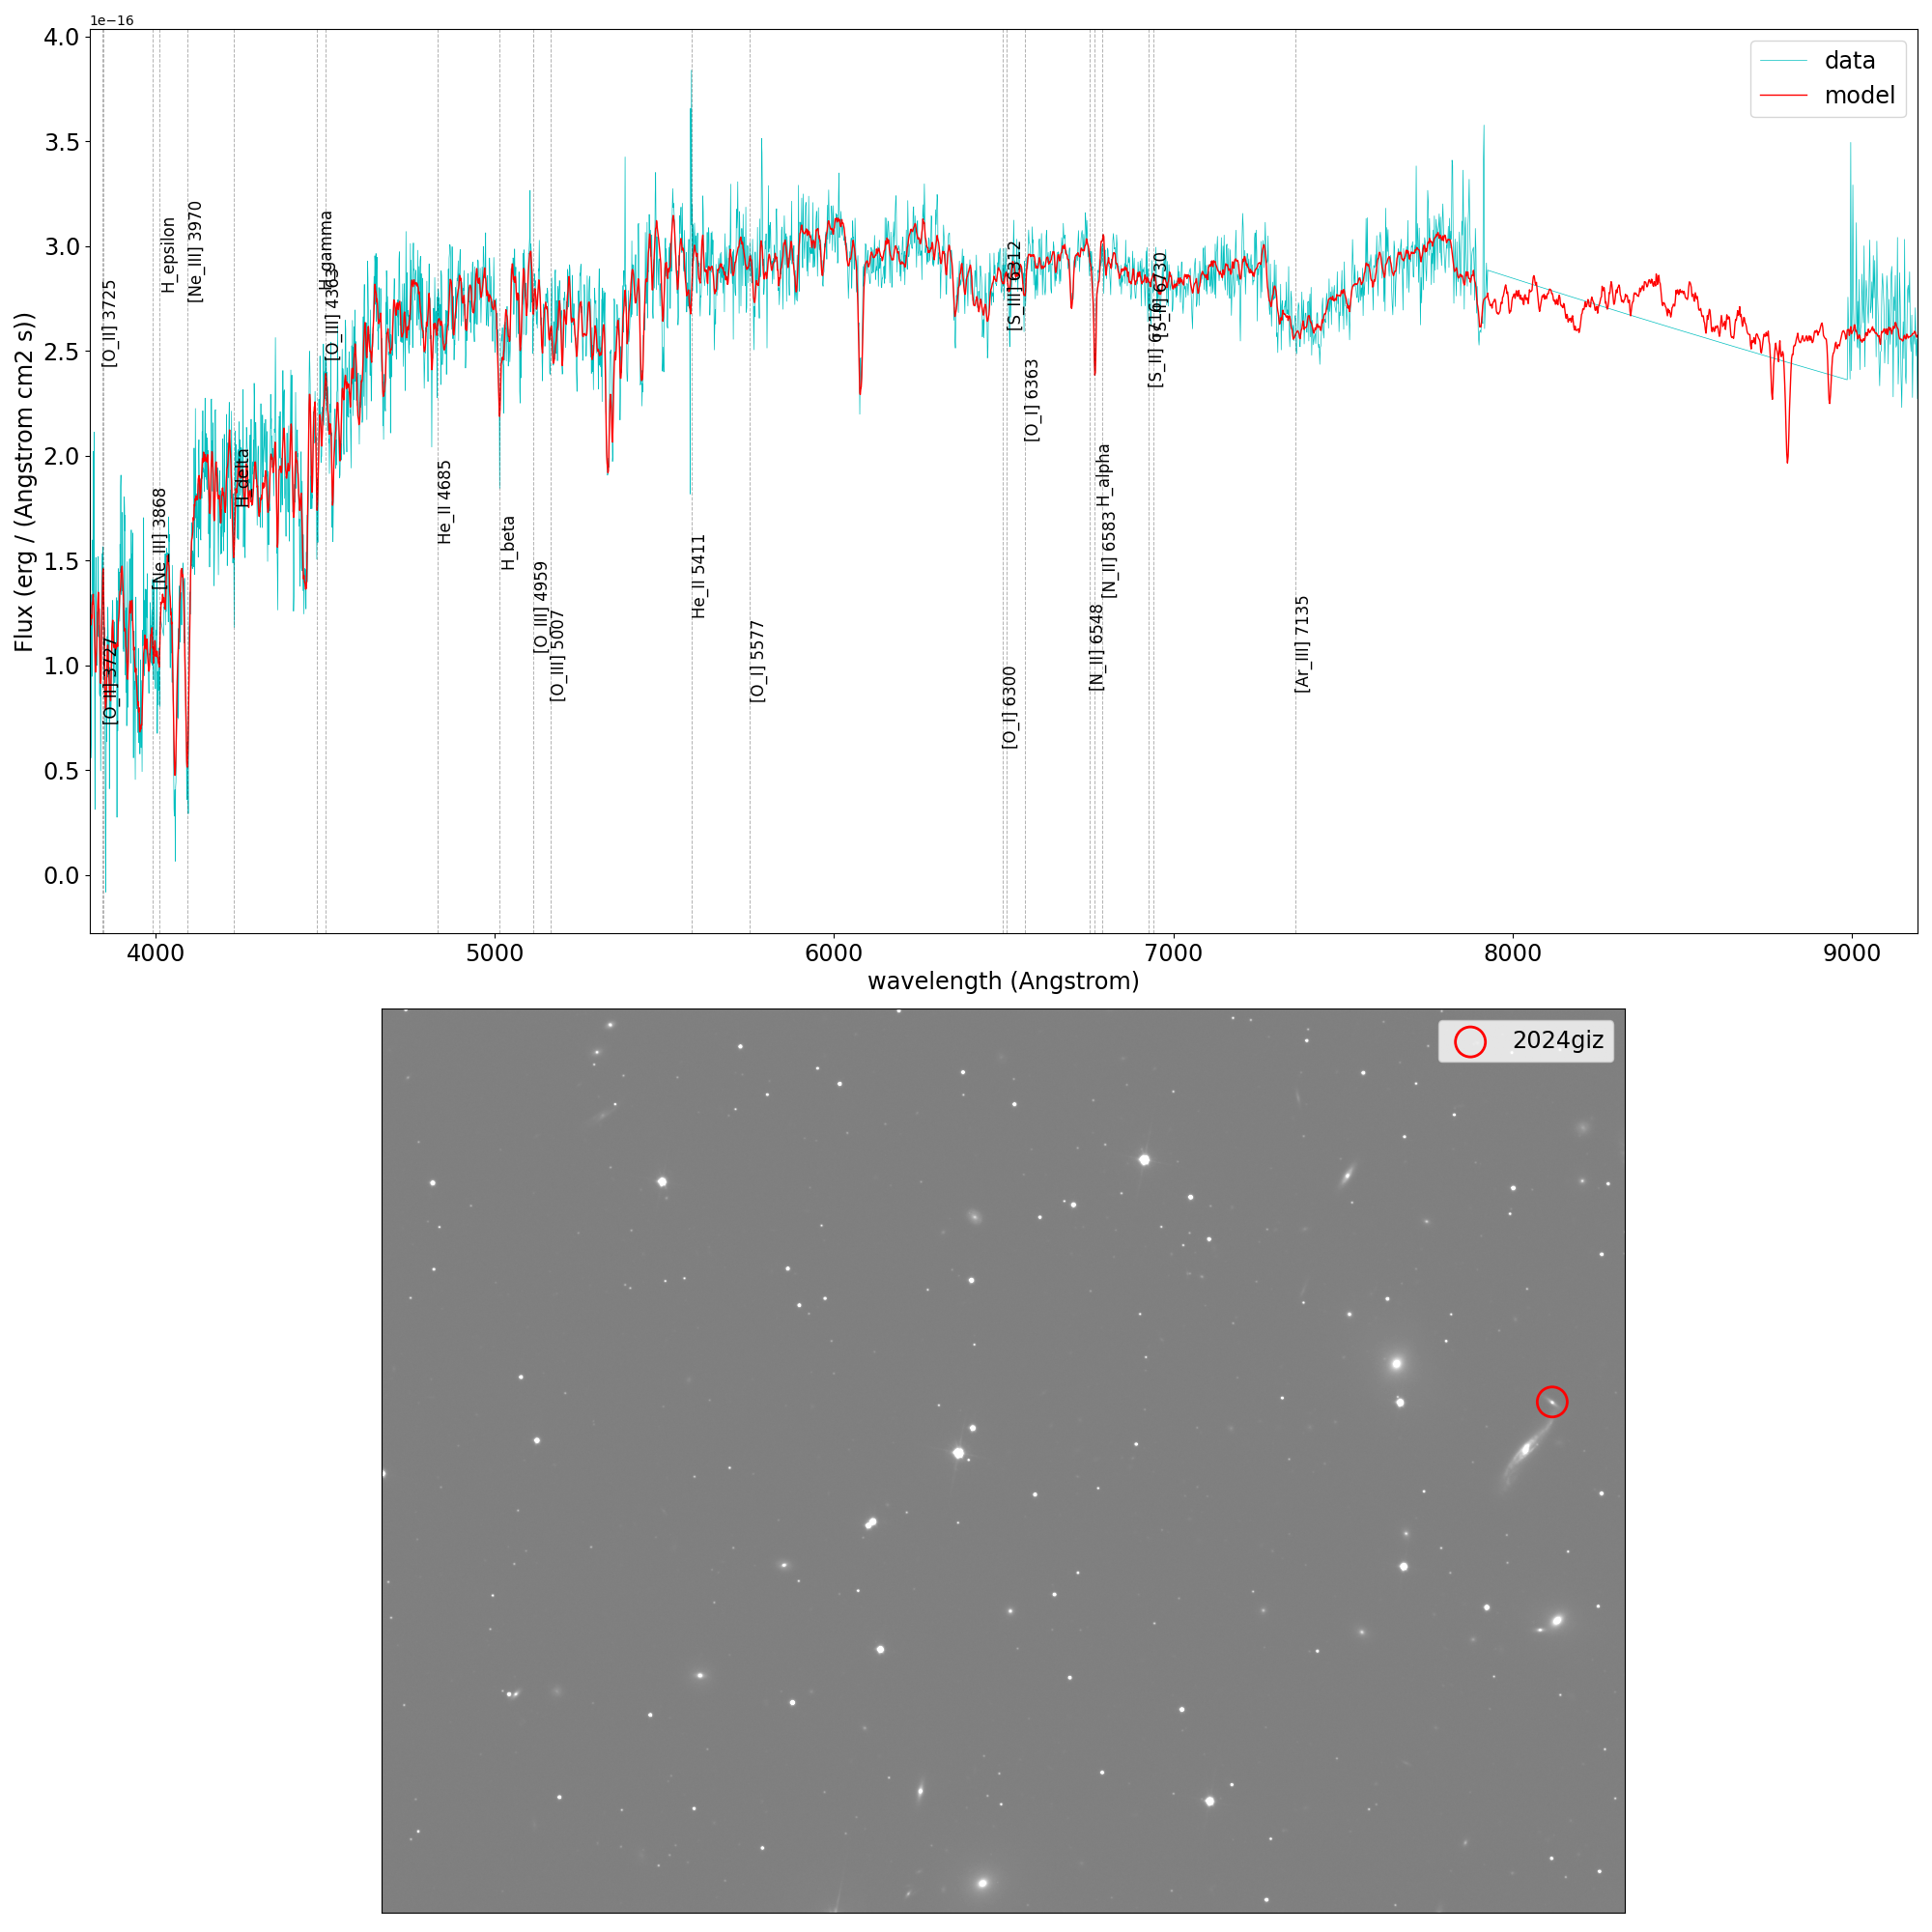 1e−16
4.0
3.5
3.0
2.5
2.0
1.5
1.0
0.5
0.0
Flux (erg / (Angstrom cm2 s))
data
model
[O_II] 3725
[O_II] 3727
[Ne_III] 3868
H_epsilon
[Ne_III] 3970
H_delta
H_gamma
[O_III] 4363
He_II 4685
H_beta
[O_III] 4959
[O_III] 5007
He_II 5411
[O_I] 5577
[O_I] 6300
[S_III] 6312
[O_I] 6363
[N_II] 6548
H_alpha
[N_II] 6583
[S_II] 6716
[S_II] 6730
[Ar_III] 7135
4000 5000 6000 7000 8000 9000
wavelength (Angstrom)
2024giz